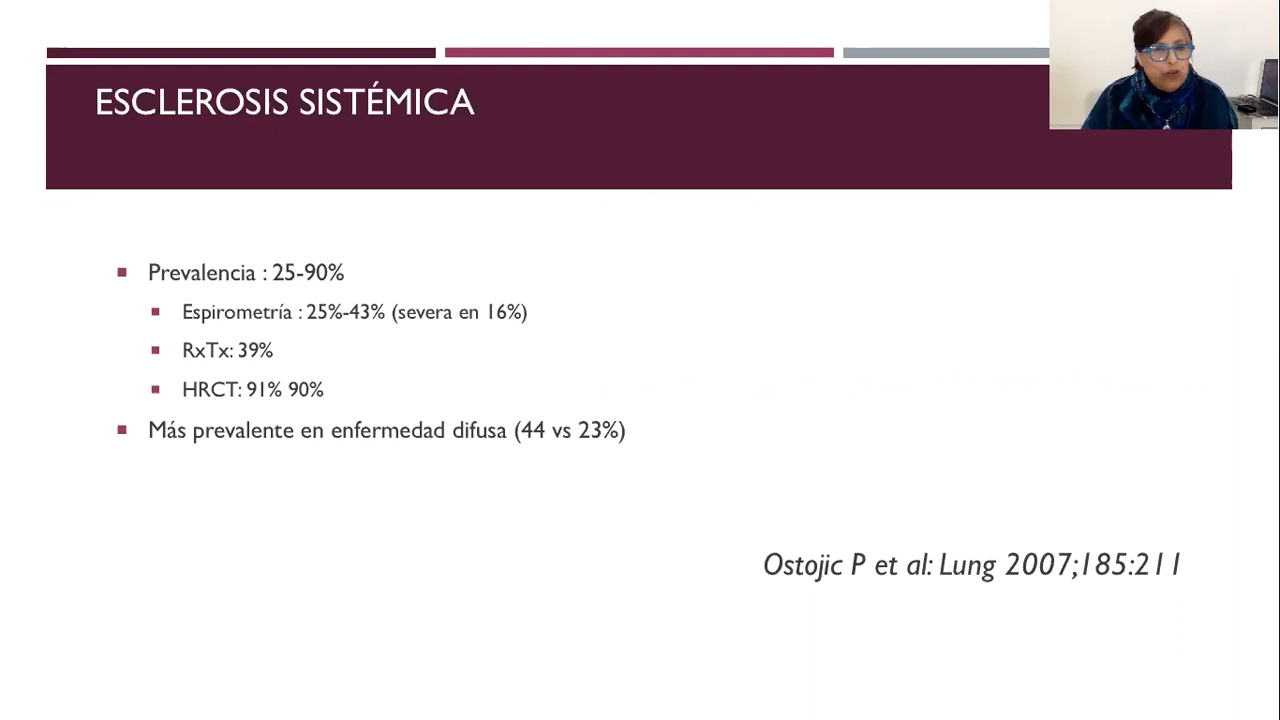 ESCLEROSIS SISTÉMICA
Prevalencia : 25-90%
Espirometría : 25%-43% (severa en 16%)
RxTx: 39%
HRCT: 91% 90%
Más prevalente en enfermedad difusa (44 vs 23%)
Ostojic P et al: Lung 2007;185:211